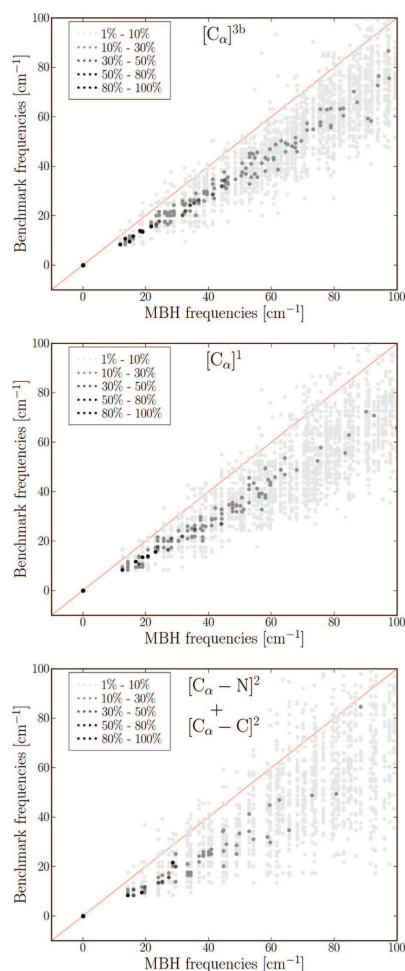 [Cα]³ᵇ
1% - 10%
10% - 30%
30% - 50%
50% - 80%
80% - 100%
Benchmark frequencies [cm⁻¹]
100
80
60
40
20
0
0 20 40 60 80 100
MBH frequencies [cm⁻¹]
[Cα]¹
1% - 10%
10% - 30%
30% - 50%
50% - 80%
80% - 100%
Benchmark frequencies [cm⁻¹]
100
80
60
40
20
0
0 20 40 60 80 100
MBH frequencies [cm⁻¹]
[Cα − N]²
+
[Cα − C]²
1% - 10%
10% - 30%
30% - 50%
50% - 80%
80% - 100%
Benchmark frequencies [cm⁻¹]
100
80
60
40
20
0
0 20 40 60 80 100
MBH frequencies [cm⁻¹]